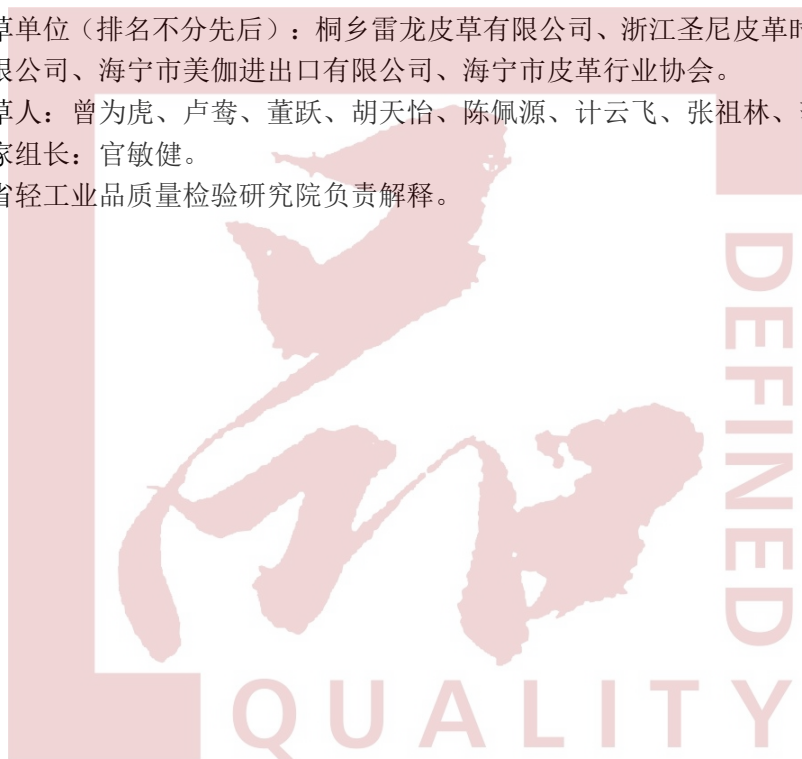 草单位（排名不分先后）：桐乡雷龙皮草有限公司、浙江圣尼皮革时
限公司、海宁市美伽进出口有限公司、海宁市皮革行业协会。
草人：曾为虎、卢鸯、董跃、胡天怡、陈佩源、计云飞、张祖林、
家组长：官敏健。
省轻工业品质量检验研究院负责解释。
DEFINED
QUALITY